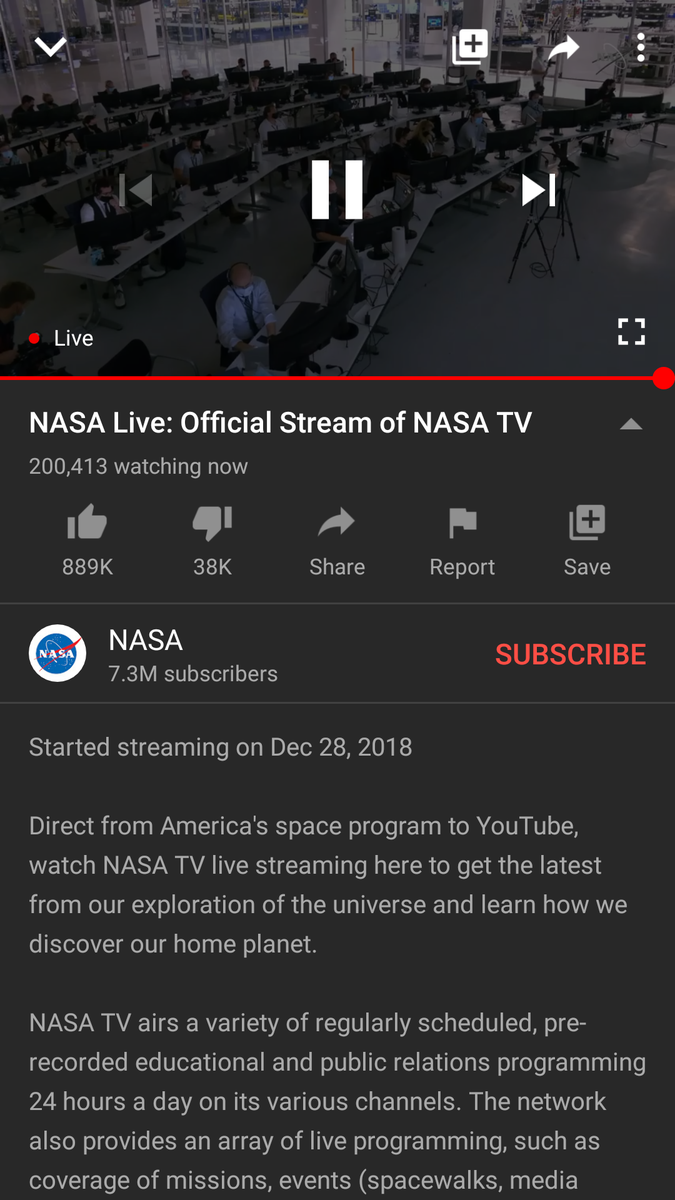 Live
NASA Live: Official Stream of NASA TV
200,413 watching now
889K
38K
Share
Report
Save
NASA
NASA
7.3M subscribers
SUBSCRIBE
Started streaming on Dec 28, 2018
Direct from America's space program to YouTube,
watch NASA TV live streaming here to get the latest
from our exploration of the universe and learn how we
discover our home planet.
NASA TV airs a variety of regularly scheduled, pre-
recorded educational and public relations programming
24 hours a day on its various channels. The network
also provides an array of live programming, such as
coverage of missions, events (spacewalks, media